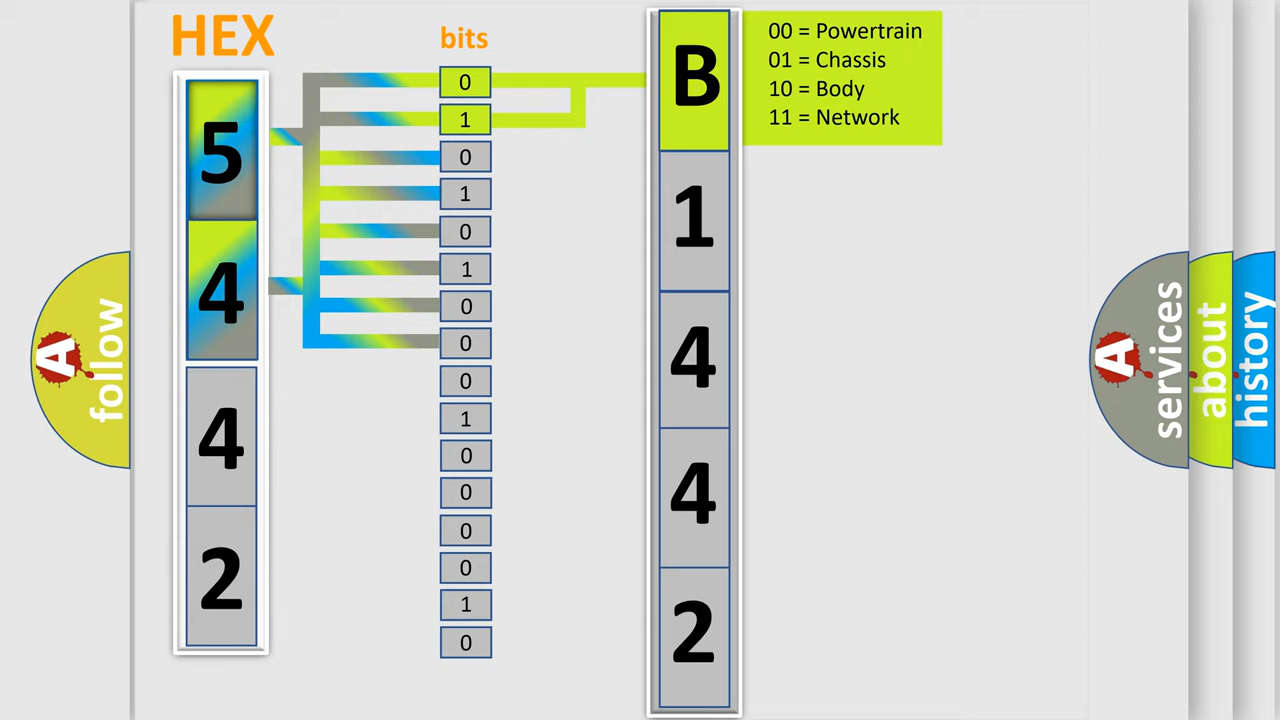 HEX
bits
5
4
4
2
0
1
0
1
0
1
0
0
0
1
0
0
0
0
1
0
B
1
4
4
2
00 = Powertrain
01 = Chassis
10 = Body
11 = Network
A
follow
A
services
about
history